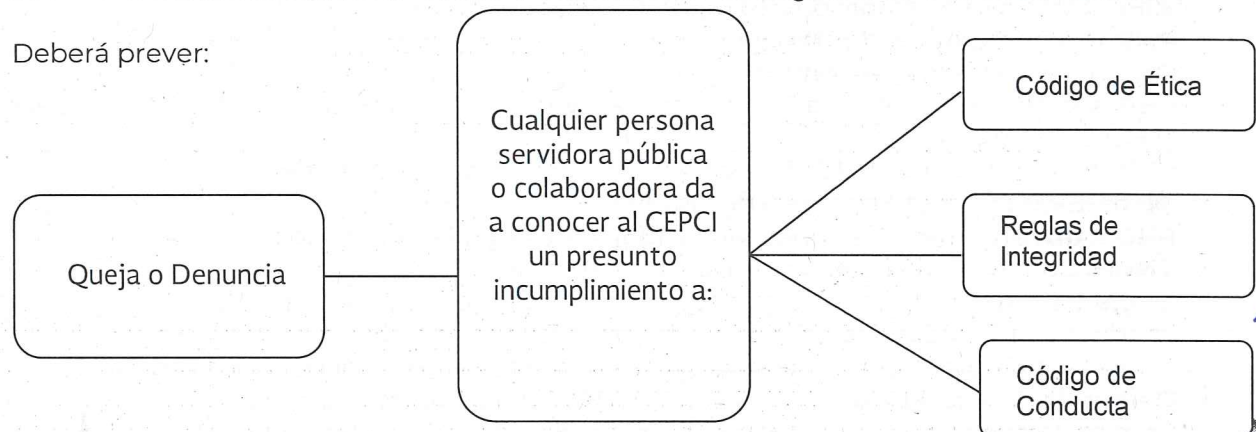 Deberá prever:
Queja o Denuncia
Cualquier persona
servidora pública
o colaboradora da
a conocer al CEPCI
un presunto
incumplimiento a:
Código de Ética
Reglas de
Integridad
Código de
Conducta